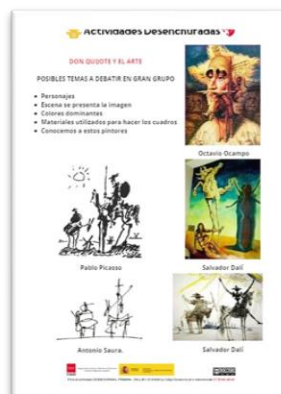 Actividades Desenchufadas
DON QUIJOTE Y EL ARTE
POSIBLES TEMAS A DEBATIR EN GRAN GRUPO
Personajes
Escena se presenta la imagen
Colores dominantes
Materiales utilizados para hacer los cuadros
Conocemos a estos pintores
Octavio Ocampo
Pablo Picasso
Salvador Dalí
Antonio Saura.
Salvador Dalí